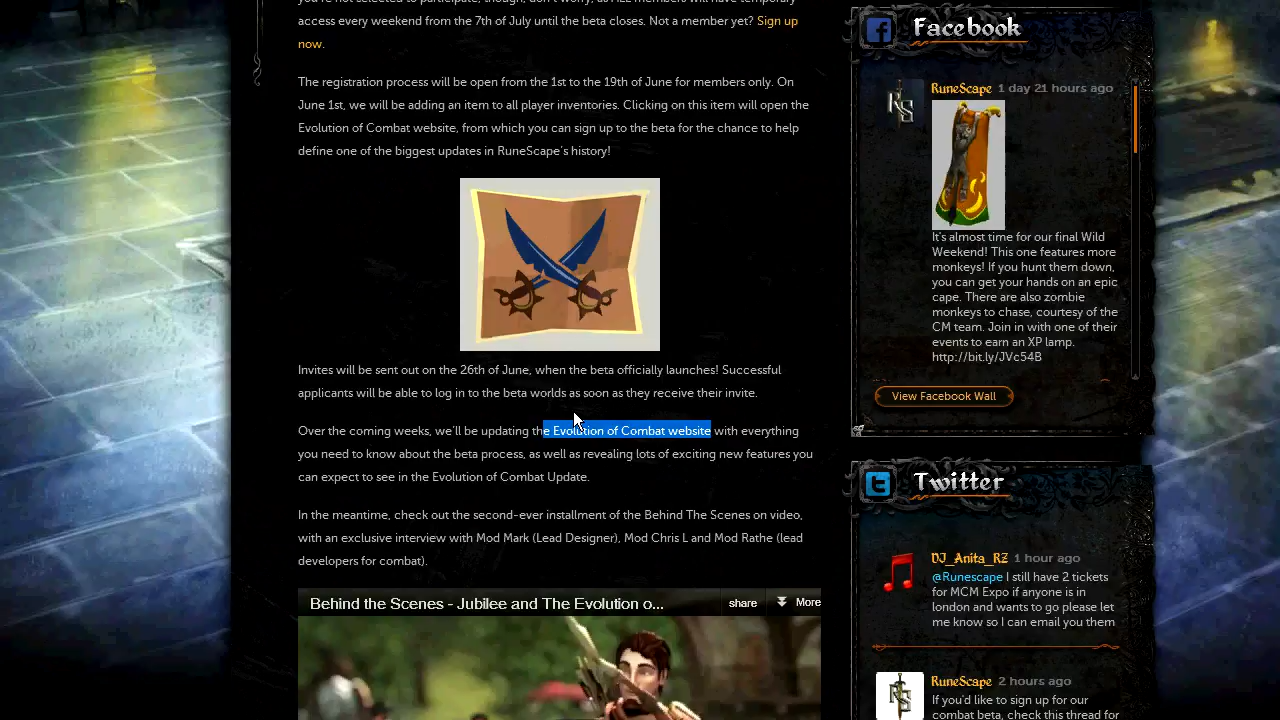 you're not selected to participate, though, don't worry, as ALL members will have temporary
access every weekend from the 7th of July until the beta closes. Not a member yet? Sign up
now.
The registration process will be open from the 1st to the 19th of June for members only. On
June 1st, we will be adding an item to all player inventories. Clicking on this item will open the
Evolution of Combat website, from which you can sign up to the beta for the chance to help
define one of the biggest updates in RuneScape's history!
Invites will be sent out on the 26th of June, when the beta officially launches! Successful
applicants will be able to log in to the beta worlds as soon as they receive their invite.
Over the coming weeks, we'll be updating the Evolution of Combat website with everything
you need to know about the beta process, as well as revealing lots of exciting new features you
can expect to see in the Evolution of Combat Update.
In the meantime, check out the second-ever installment of the Behind The Scenes on video,
with an exclusive interview with Mod Mark (Lead Designer), Mod Chris L and Mod Rathe (lead
developers for combat).
Behind the Scenes - Jubilee and The Evolution o...
share
More
Facebook
RuneScape 1 day 21 hours ago
It's almost time for our final Wild
Weekend! This one features more
monkeys! If you hunt them down,
you can get your hands on an epic
cape. There are also zombie
monkeys to chase, courtesy of the
CM team. Join in with one of their
events to earn an XP lamp.
http://bit.ly/JVc54B
View Facebook Wall
Twitter
DJ_Anita_RZ 1 hour ago
@Runescape I still have 2 tickets
for MCM Expo if anyone is in
london and wants to go please let
me know so I can email you them
RuneScape 2 hours ago
If you'd like to sign up for our
combat beta, check this thread for